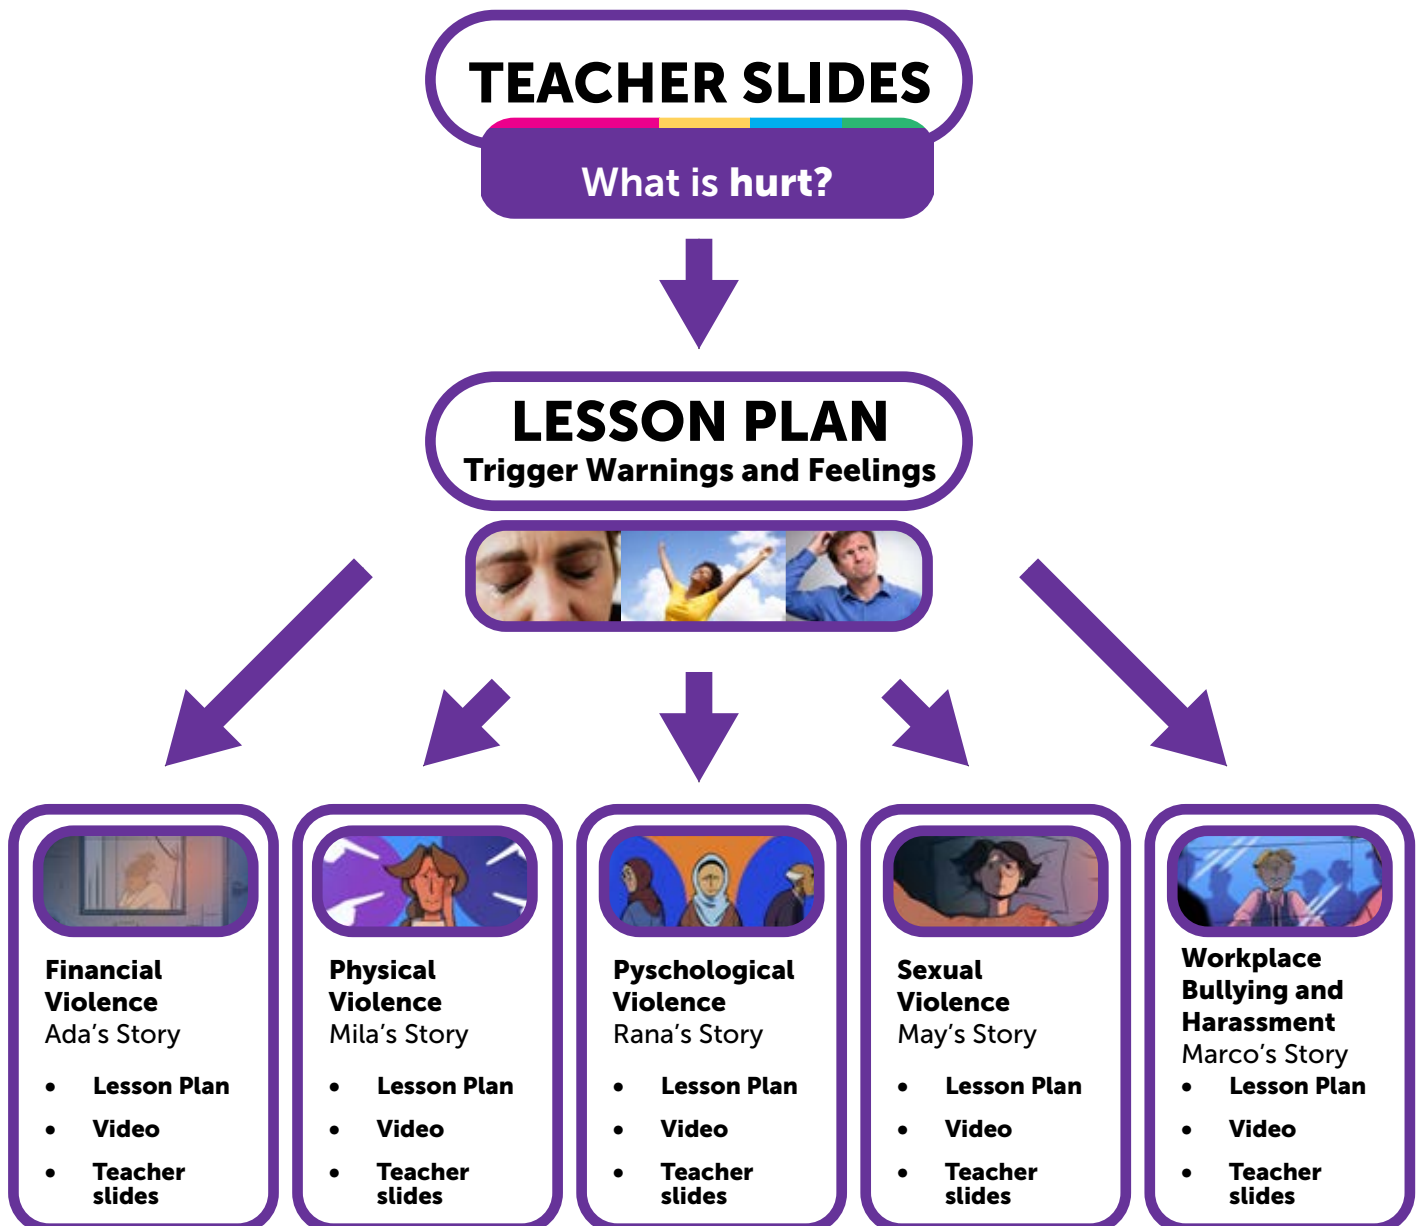 TEACHER SLIDES
What is hurt?
LESSON PLAN
Trigger Warnings and Feelings
Financial
Violence
Ada's Story
• Lesson Plan
• Video
• Teacher
slides
Physical
Violence
Mila's Story
• Lesson Plan
• Video
• Teacher
slides
Pyschological
Violence
Rana's Story
• Lesson Plan
• Video
• Teacher
slides
Sexual
Violence
May's Story
• Lesson Plan
• Video
• Teacher
slides
Workplace
Bullying and
Harassment
Marco's Story
• Lesson Plan
• Video
• Teacher
slides